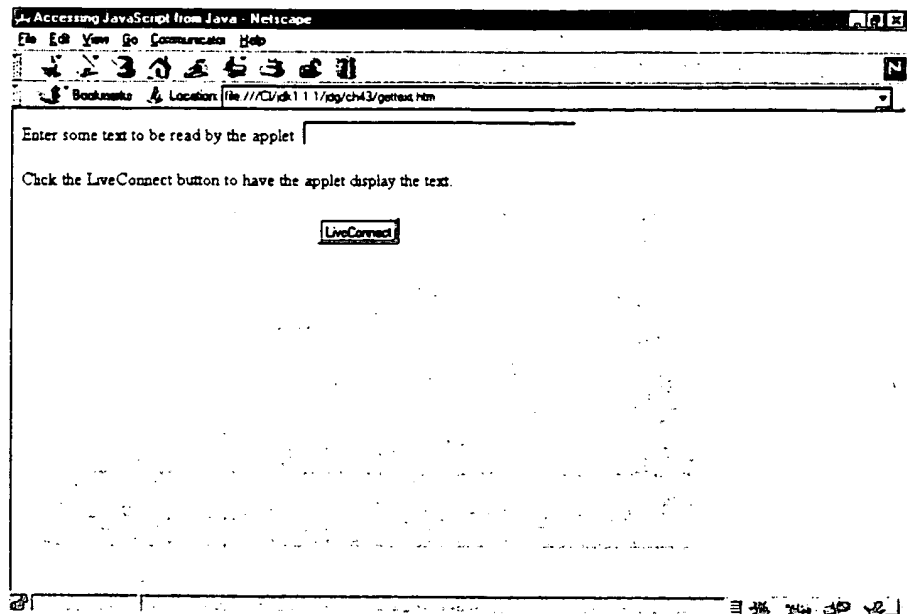 Accessing JavaScript from Java - Netscape
File Edit View Go Communicator Help
N
Bookmarks Location: file:///C|/jdk1.1.1/jdg/ch43/gettext.htm
Enter some text to be read by the applet
Click the LiveConnect button to have the applet display the text.
LiveConnect